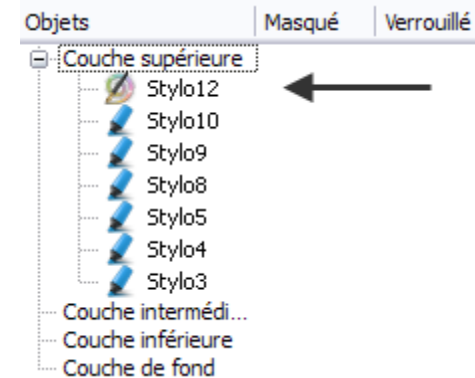 Objets Masqué Verrouillé
Couche supérieure
Stylo12
Stylo10
Stylo9
Stylo8
Stylo5
Stylo4
Stylo3
Couche intermédi...
Couche inférieure
Couche de fond